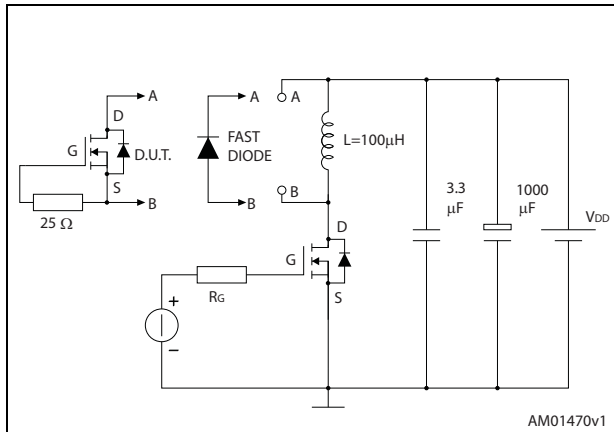 A
D
G
D.U.T.
S
B
25 Ω
A
FAST
DIODE
B
A
L=100µH
B
D
G
S
RG
+
−
3.3
µF
1000
µF
VDD
AM01470v1